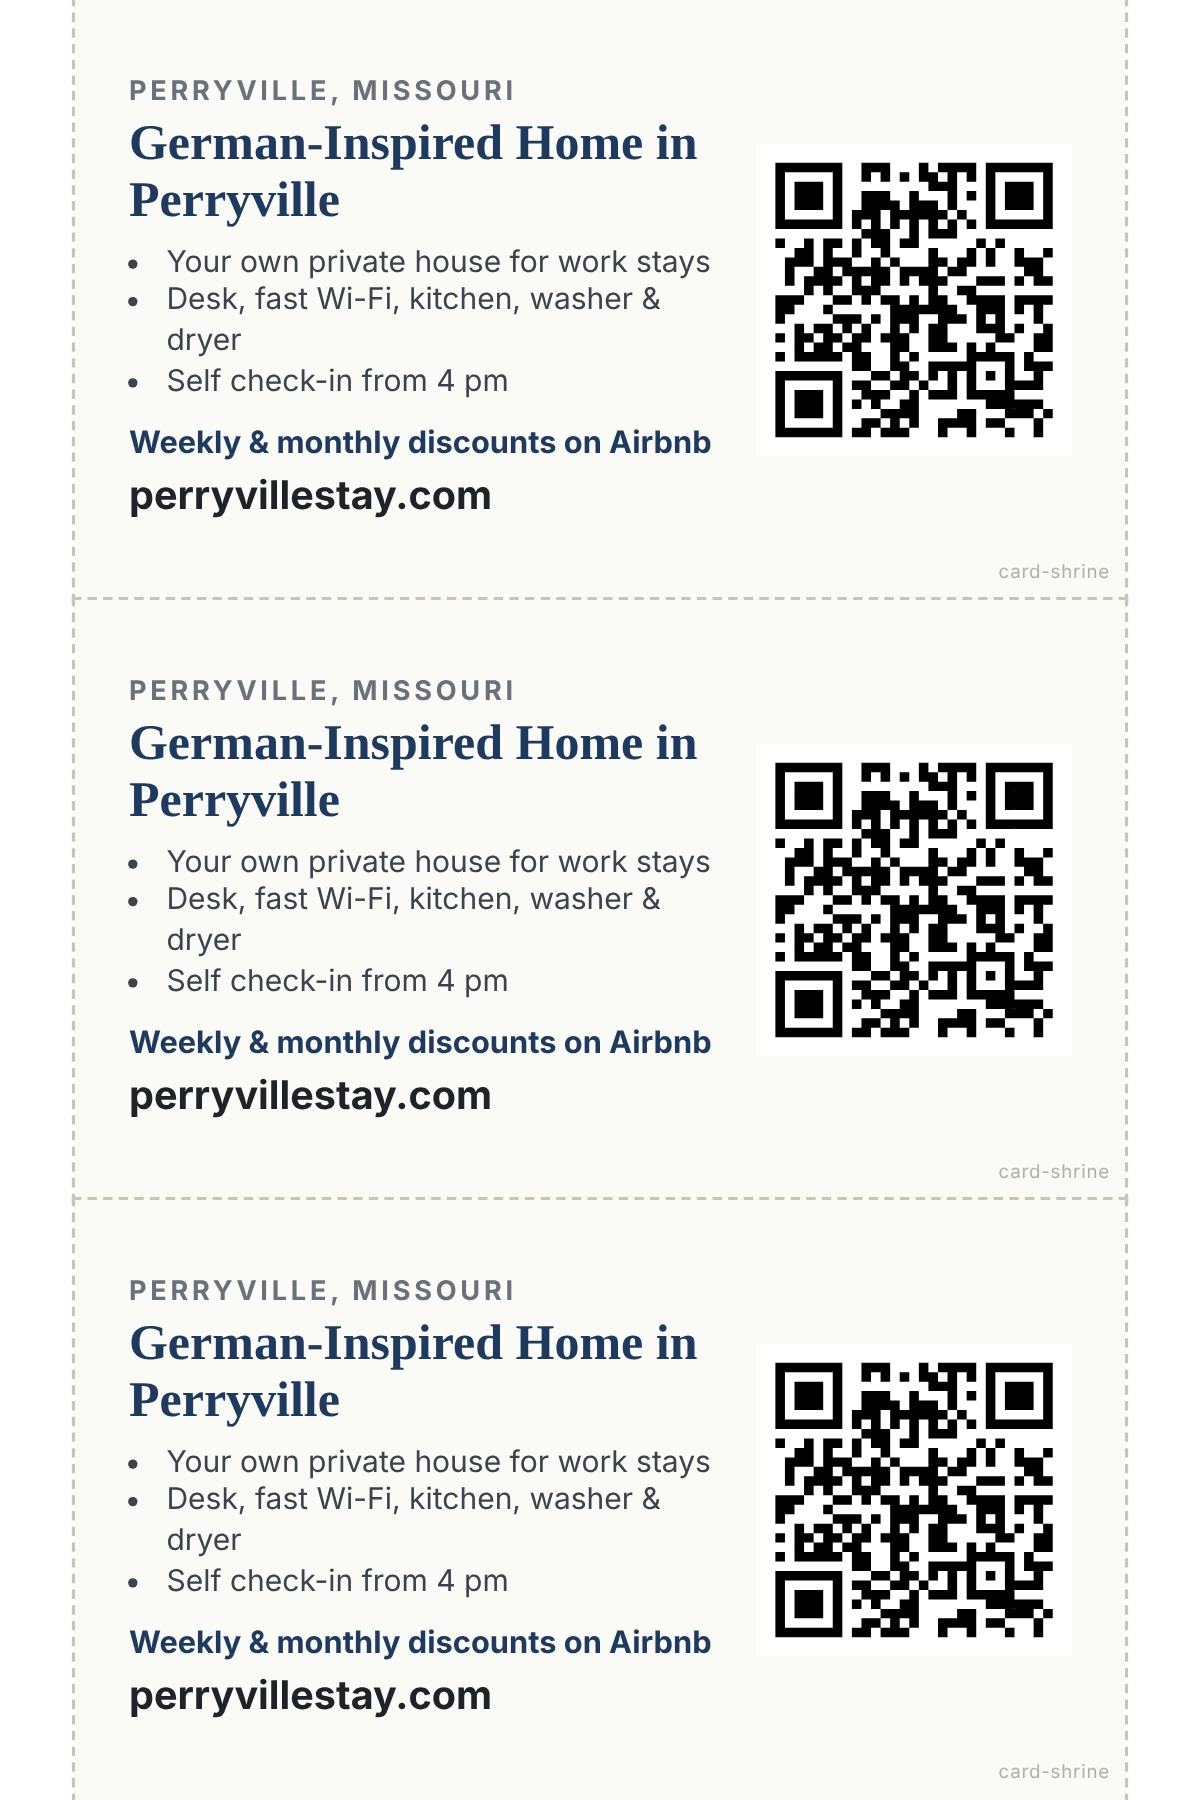 PERRYVILLE, MISSOURI
German-Inspired Home in
Perryville
• Your own private house for work stays
• Desk, fast Wi-Fi, kitchen, washer &
dryer
• Self check-in from 4 pm
Weekly & monthly discounts on Airbnb
perryvillestay.com
card-shrine
PERRYVILLE, MISSOURI
German-Inspired Home in
Perryville
• Your own private house for work stays
• Desk, fast Wi-Fi, kitchen, washer &
dryer
• Self check-in from 4 pm
Weekly & monthly discounts on Airbnb
perryvillestay.com
card-shrine
PERRYVILLE, MISSOURI
German-Inspired Home in
Perryville
• Your own private house for work stays
• Desk, fast Wi-Fi, kitchen, washer &
dryer
• Self check-in from 4 pm
Weekly & monthly discounts on Airbnb
perryvillestay.com
card-shrine